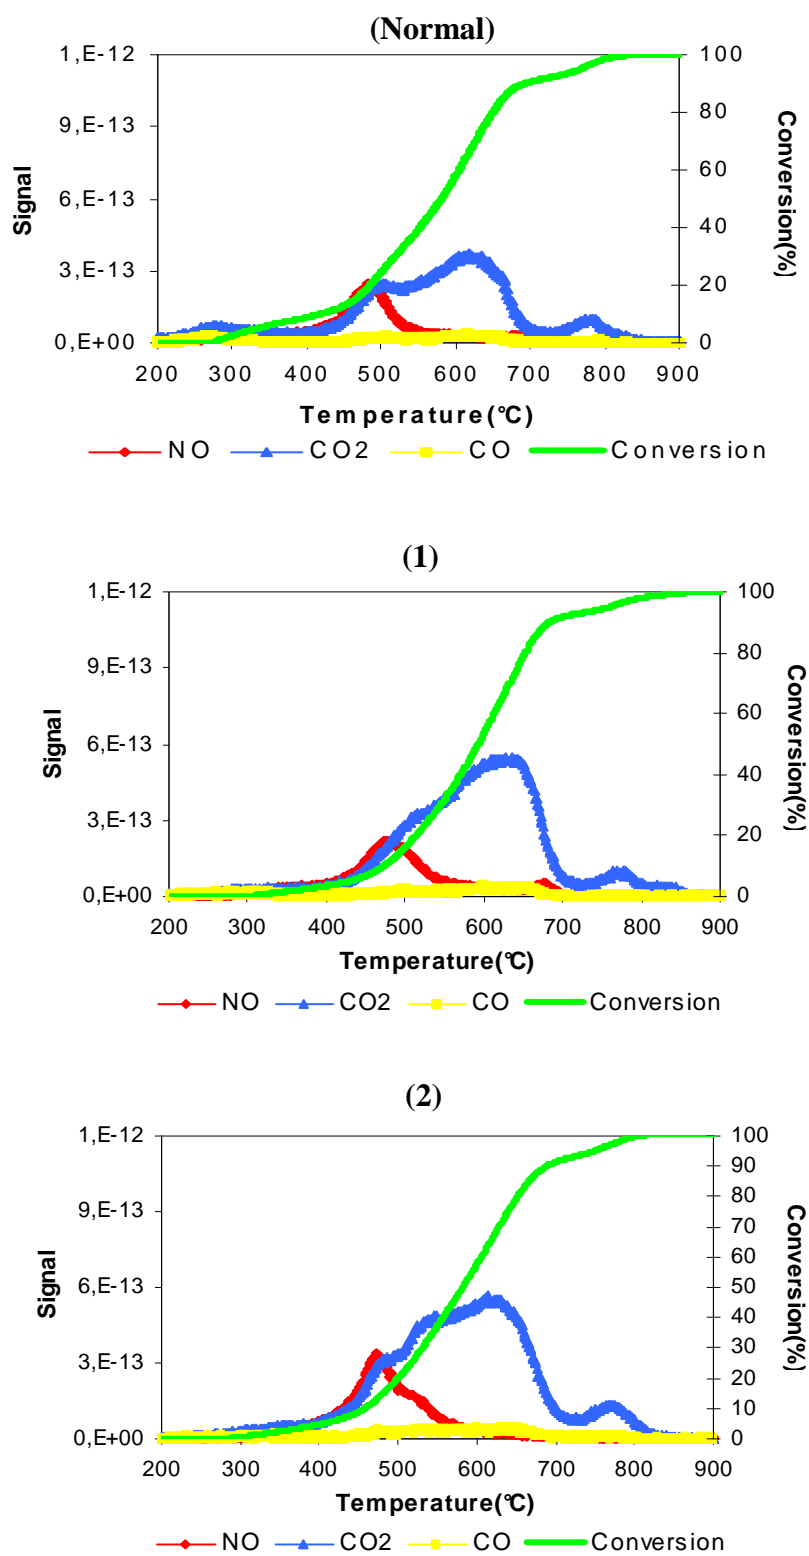 (Normal)
1,E-12
9,E-13
6,E-13
3,E-13
0,E+00
Signal
100
80
60
40
20
0
Conversion(%)
200 300 400 500 600 700 800 900
Temperature(°C)
NO CO2 CO Conversion
(1)
1,E-12
9,E-13
6,E-13
3,E-13
0,E+00
Signal
100
80
60
40
20
0
Conversion(%)
200 300 400 500 600 700 800 900
Temperature(°C)
NO CO2 CO Conversion
(2)
1,E-12
9,E-13
6,E-13
3,E-13
0,E+00
Signal
100
90
80
70
60
50
40
30
20
10
0
Conversion(%)
200 300 400 500 600 700 800 900
Temperature(°C)
NO CO2 CO Conversion